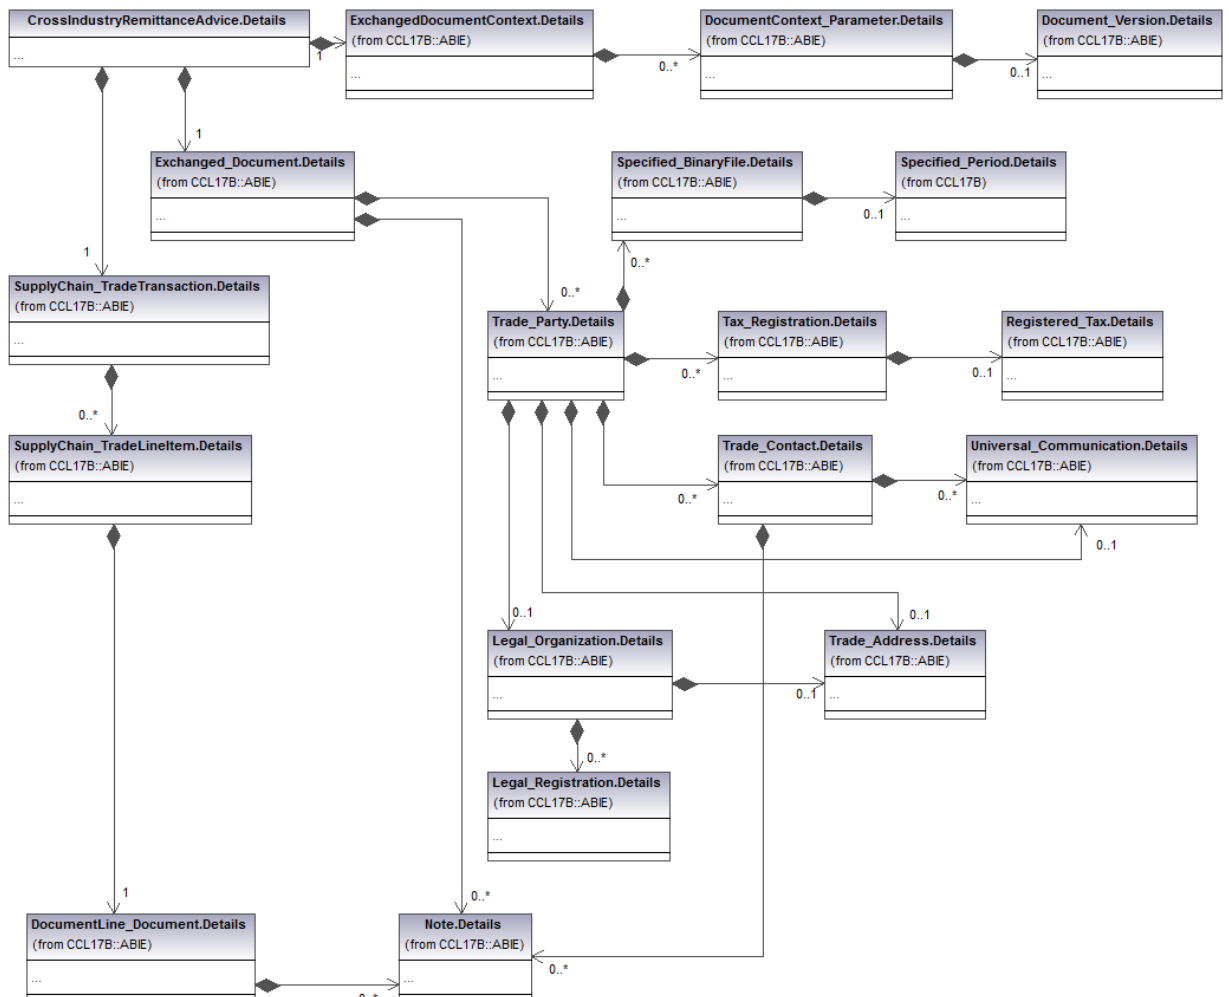 CrossIndustryRemittanceAdvice.Details
...
1
ExchangedDocumentContext.Details
(from CCL17B::ABIE)
...
0..*
DocumentContext_Parameter.Details
(from CCL17B::ABIE)
...
0..1
Document_Version.Details
(from CCL17B::ABIE)
...
1
Exchanged_Document.Details
(from CCL17B::ABIE)
...
Specified_BinaryFile.Details
(from CCL17B::ABIE)
...
0..1
Specified_Period.Details
(from CCL17B)
...
1
0..*
0..*
SupplyChain_TradeTransaction.Details
(from CCL17B::ABIE)
...
Trade_Party.Details
(from CCL17B::ABIE)
...
0..*
Tax_Registration.Details
(from CCL17B::ABIE)
...
0..1
Registered_Tax.Details
(from CCL17B::ABIE)
...
0..*
SupplyChain_TradeLineItem.Details
(from CCL17B::ABIE)
...
0..*
Trade_Contact.Details
(from CCL17B::ABIE)
...
0..*
Universal_Communication.Details
(from CCL17B::ABIE)
...
0..1
0..1
0..1
Legal_Organization.Details
(from CCL17B::ABIE)
...
0..1
Trade_Address.Details
(from CCL17B::ABIE)
...
0..*
Legal_Registration.Details
(from CCL17B::ABIE)
...
1
0..*
DocumentLine_Document.Details
(from CCL17B::ABIE)
...
0..*
Note.Details
(from CCL17B::ABIE)
...
0..*